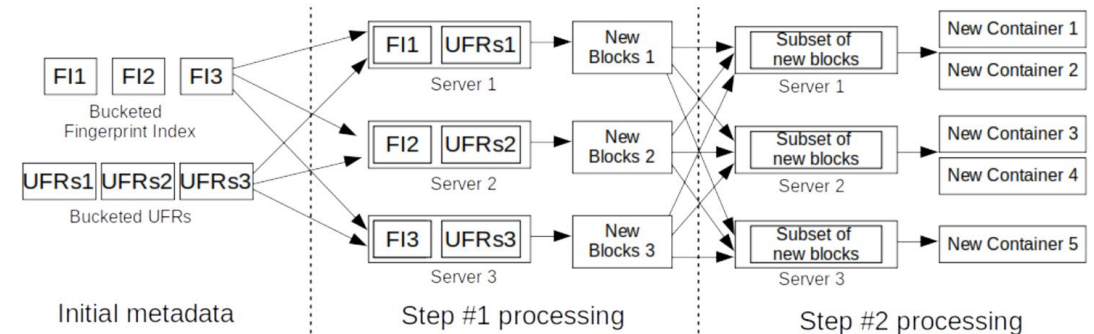 FI1 FI2 FI3
Bucketed
Fingerprint Index
UFRs1 UFRs2 UFRs3
Bucketed UFRs
Initial metadata
FI1 UFRs1
Server 1
FI2 UFRs2
Server 2
FI3 UFRs3
Server 3
New
Blocks 1
New
Blocks 2
New
Blocks 3
Step #1 processing
Subset of
new blocks
Server 1
Subset of
new blocks
Server 2
Subset of
new blocks
Server 3
New Container 1
New Container 2
New Container 3
New Container 4
New Container 5
Step #2 processing